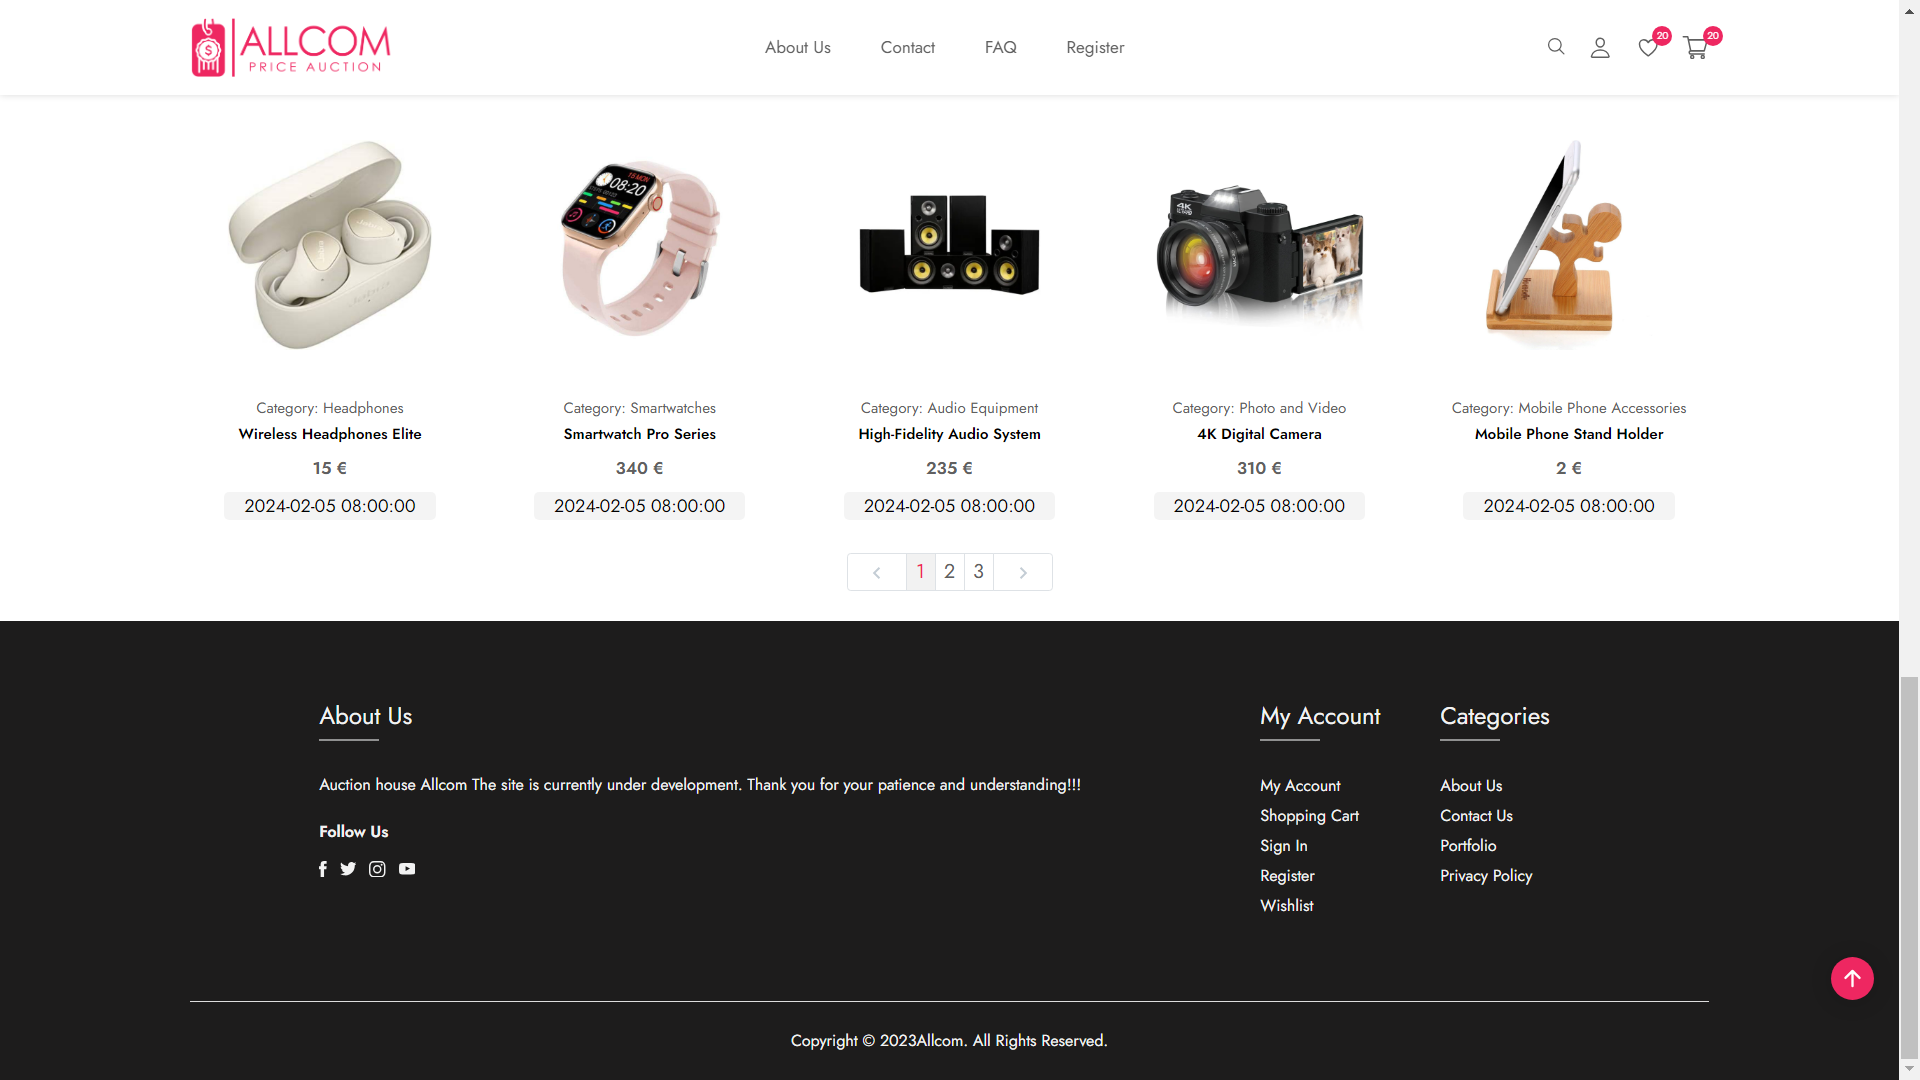 ALLCOM
PRICE AUCTION
About Us
Contact
FAQ
Register
20
20
15 MON
08:20
Jabra
4K
Category: Headphones
Wireless Headphones Elite
15 €
2024-02-05 08:00:00
Category: Smartwatches
Smartwatch Pro Series
340 €
2024-02-05 08:00:00
Category: Audio Equipment
High-Fidelity Audio System
235 €
2024-02-05 08:00:00
Category: Photo and Video
4K Digital Camera
310 €
2024-02-05 08:00:00
Category: Mobile Phone Accessories
Mobile Phone Stand Holder
2 €
2024-02-05 08:00:00
1 2 3
About Us
Auction house Allcom The site is currently under development. Thank you for your patience and understanding!!!
Follow Us
My Account
My Account
Shopping Cart
Sign In
Register
Wishlist
Categories
About Us
Contact Us
Portfolio
Privacy Policy
Copyright © 2023Allcom. All Rights Reserved.